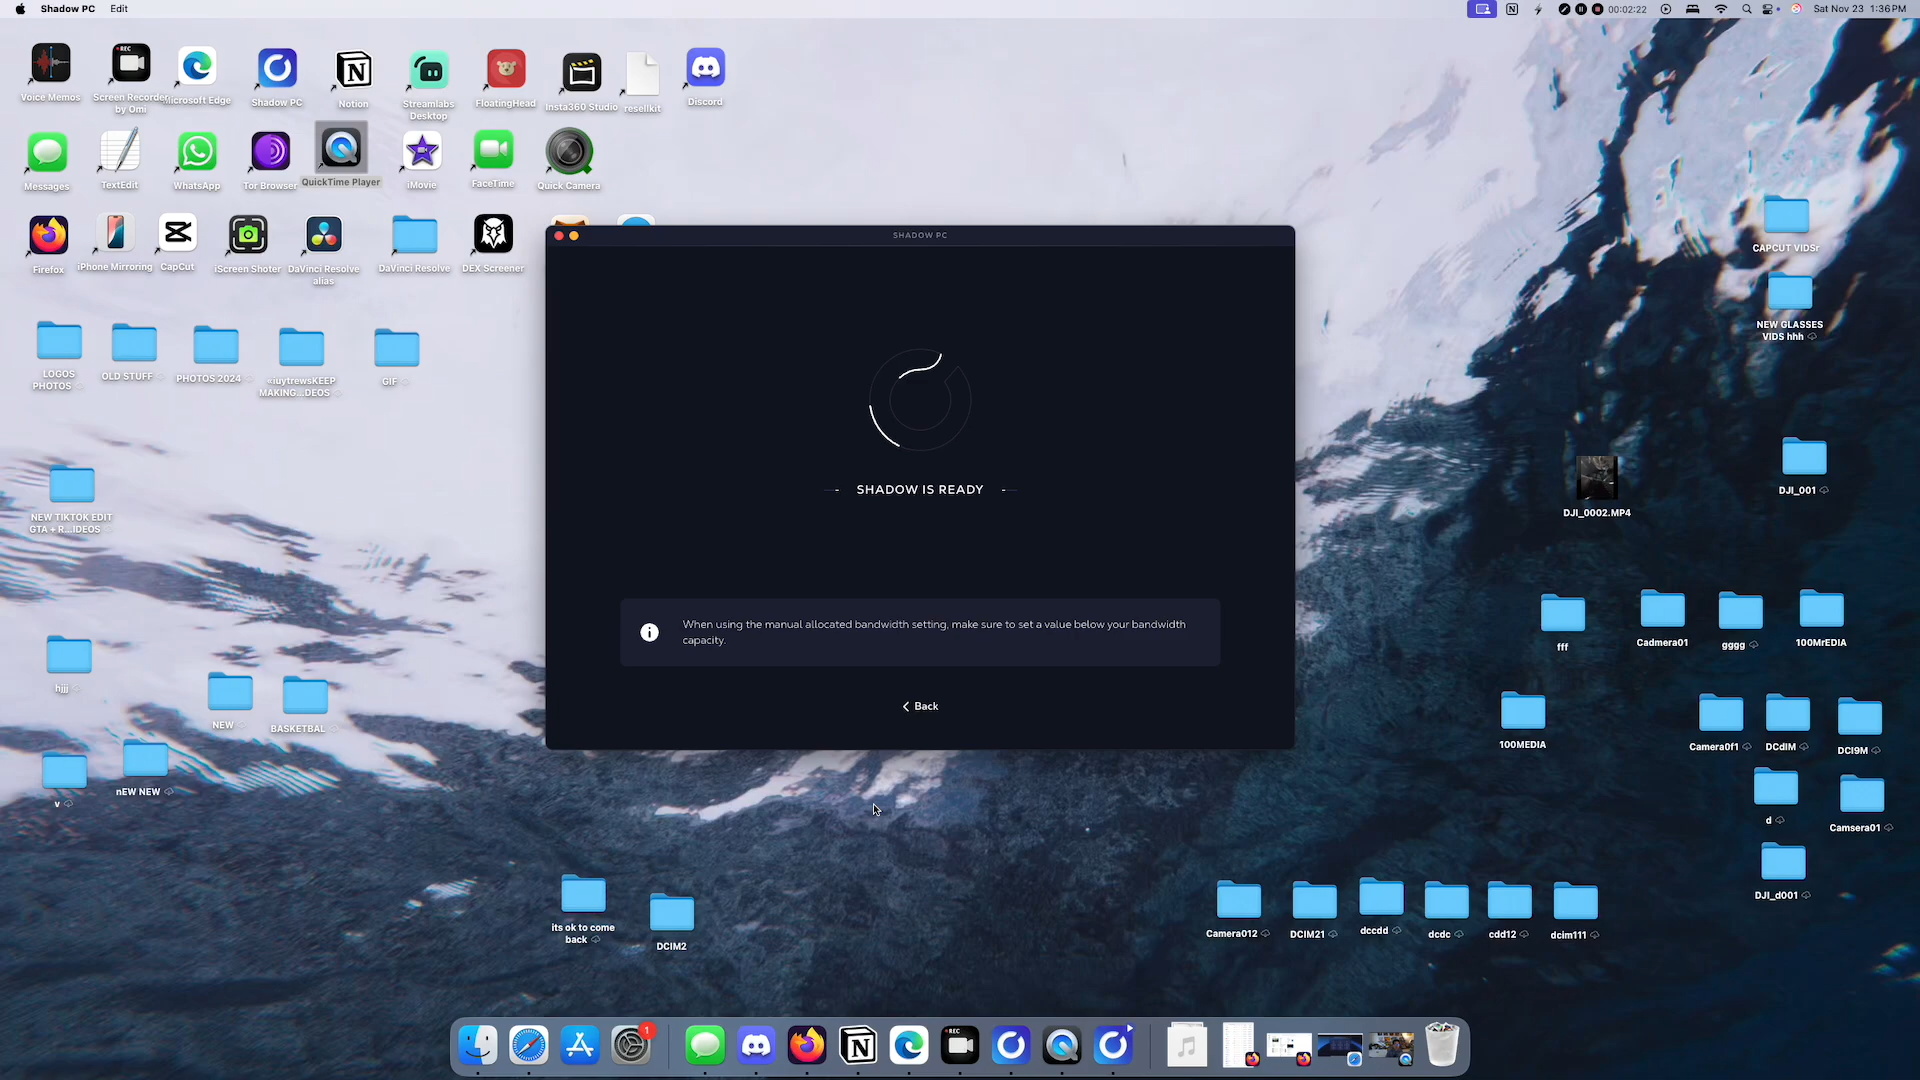 Shadow PC Edit
00:02:22 Sat Nov 23 1:36 PM
Voice Memos
Screen Recorder
by Omi
Microsoft Edge
Shadow PC
Notion
Streamlabs
Desktop
FloatingHead
Insta360 Studio
resellkit
Discord
Messages
TextEdit
WhatsApp
Tor Browser
QuickTime Player
iMovie
FaceTime
Quick Camera
Firefox
iPhone Mirroring
CapCut
iScreen Shoter
DaVinci Resolve
alias
DaVinci Resolve
DEX Screener
LOGOS
PHOTOS
OLD STUFF
PHOTOS 2024
MAKING...DEOS
GIF
NEW TIKTOK EDIT
GTA + R...IDEOS
hjjj
NEW
BASKETBAL
v
nEW NEW
SHADOW PC
SHADOW IS READY
When using the manual allocated bandwidth setting, make sure to set a value below your bandwidth
capacity.
Back
CAPCUT VIDSr
NEW GLASSES
VIDS hhh
DJI_0002.MP4
DJI_001
fff
Cadmera01
gggg
100MrEDIA
100MEDIA
Camera0f1
DCdIM
DCI9M
d
Camsera01
DJI_d001
its ok to come
back
DCIM2
Camera012
DCIM21
dccdd
dcdc
cdd12
dcim111
1
REC